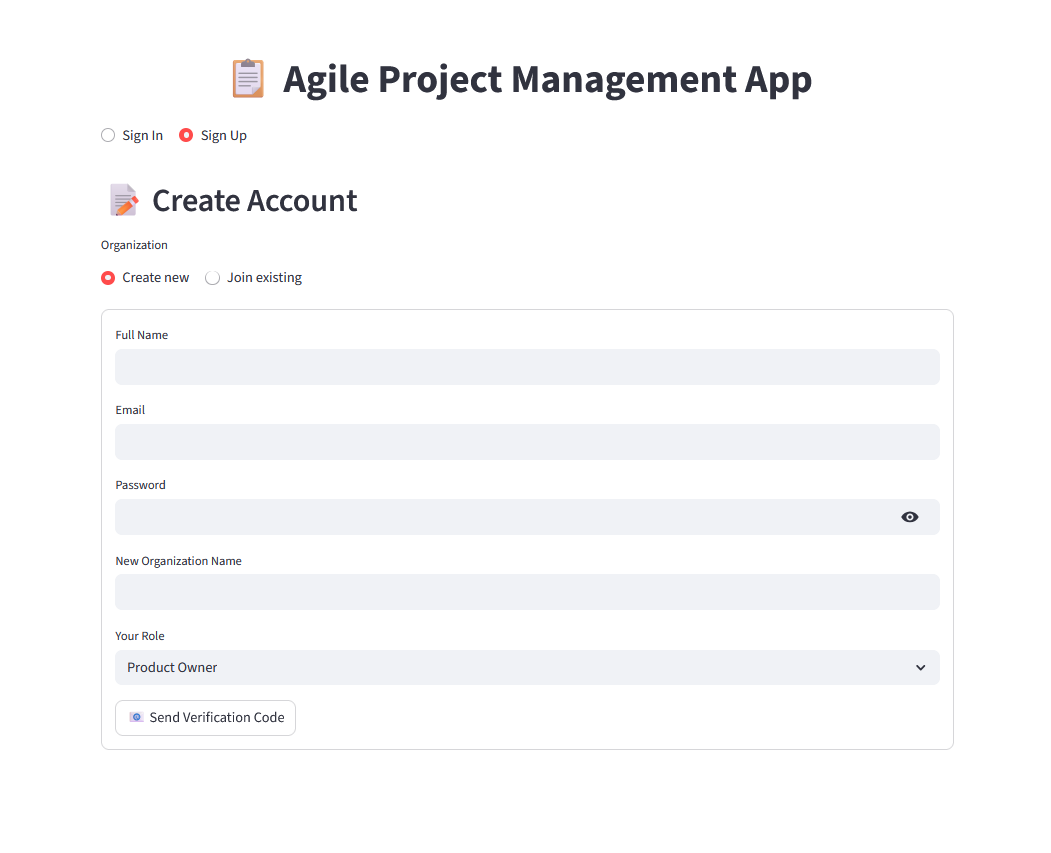 Agile Project Management App
Sign In Sign Up
Create Account
Organization
Create new Join existing
Full Name
Email
Password
New Organization Name
Your Role
Product Owner
Send Verification Code